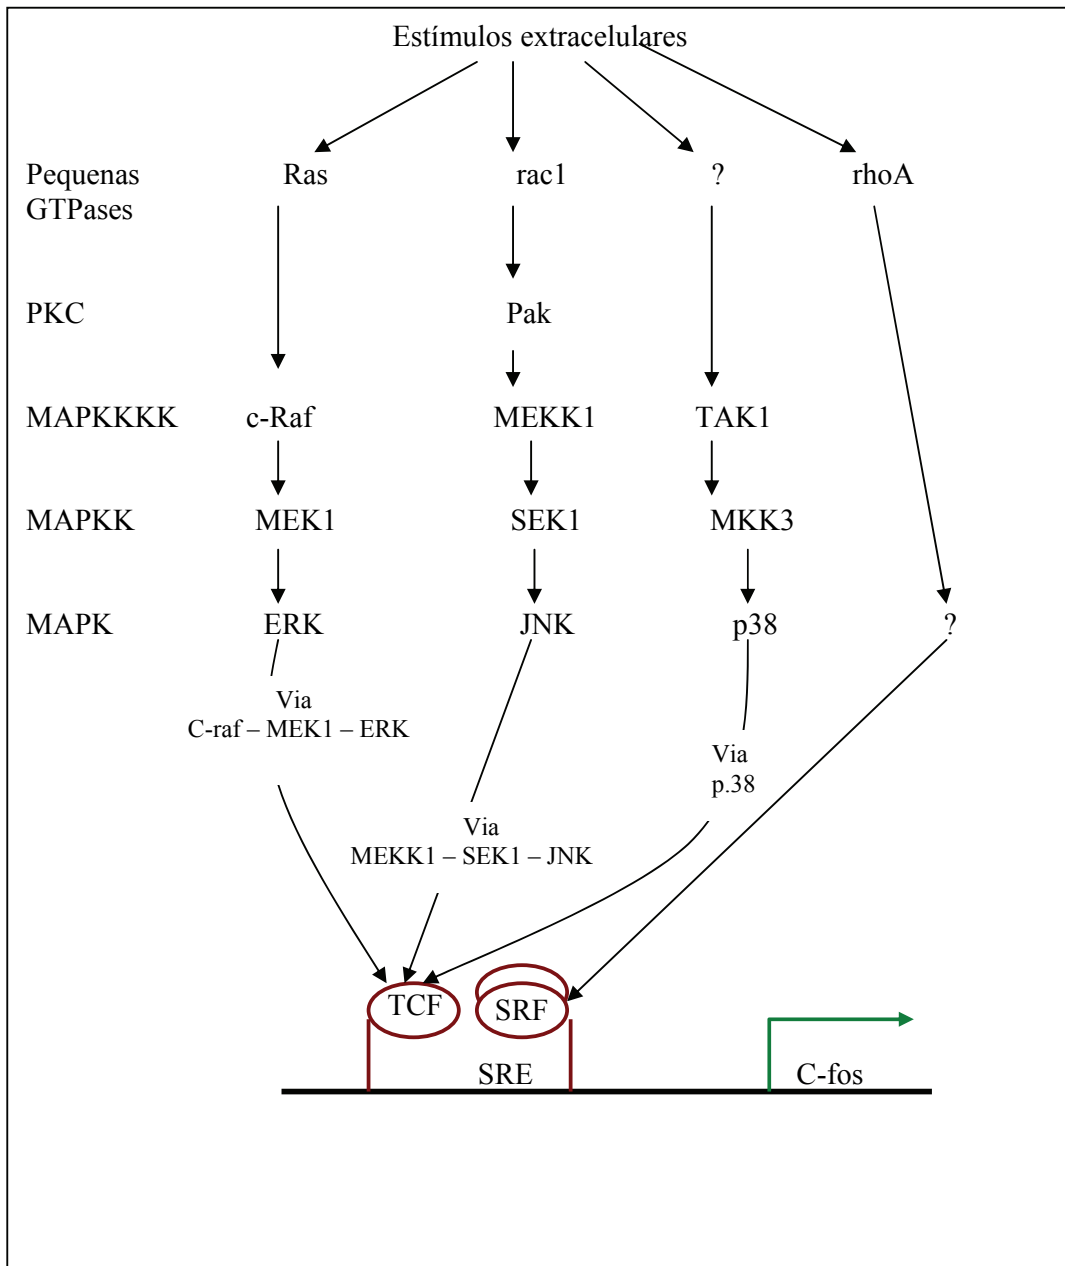 Estímulos extracelulares
Pequenas GTPases
Ras
rac1
?
rhoA
PKC
Pak
MAPKKKK
c-Raf
MEKK1
TAK1
MAPKK
MEK1
SEK1
MKK3
MAPK
ERK
JNK
p38
?
Via
C-raf – MEK1 – ERK
Via
p.38
Via
MEKK1 – SEK1 – JNK
TCF
SRF
SRE
C-fos